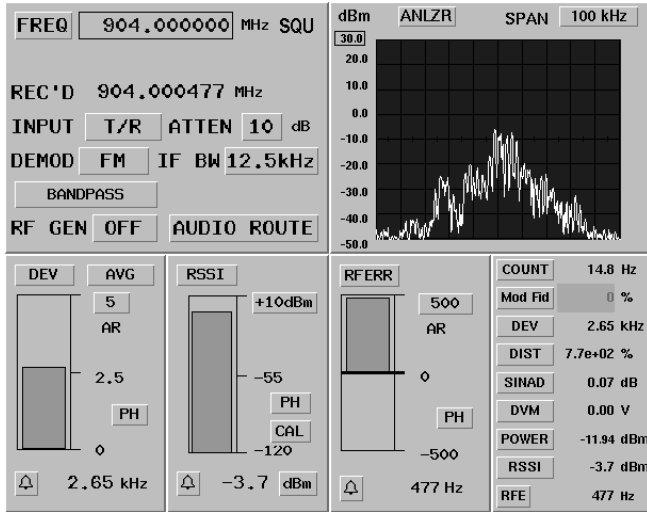 FREQ 904.000000 MHz SQU
REC'D 904.000477 MHz
INPUT T/R ATTEN 10 dB
DEMOD FM IF BW 12.5kHz
BANDPASS
RF GEN OFF AUDIO ROUTE
dBm ANLZR SPAN 100 kHz
30.0
20.0
10.0
0.0
-10.0
-20.0
-30.0
-40.0
-50.0
DEV AVG
5
AR
2.5
PH
0
2.65 kHz
RSSI
+10dBm
-55
PH
CAL
-120
-3.7 dBm
RFERR
500
AR
0
PH
-500
477 Hz
COUNT 14.8 Hz
Mod Fid 0 %
DEV 2.65 kHz
DIST 7.7e+02 %
SINAD 0.07 dB
DVM 0.00 V
POWER -11.94 dBm
RSSI -3.7 dBm
RFE 477 Hz